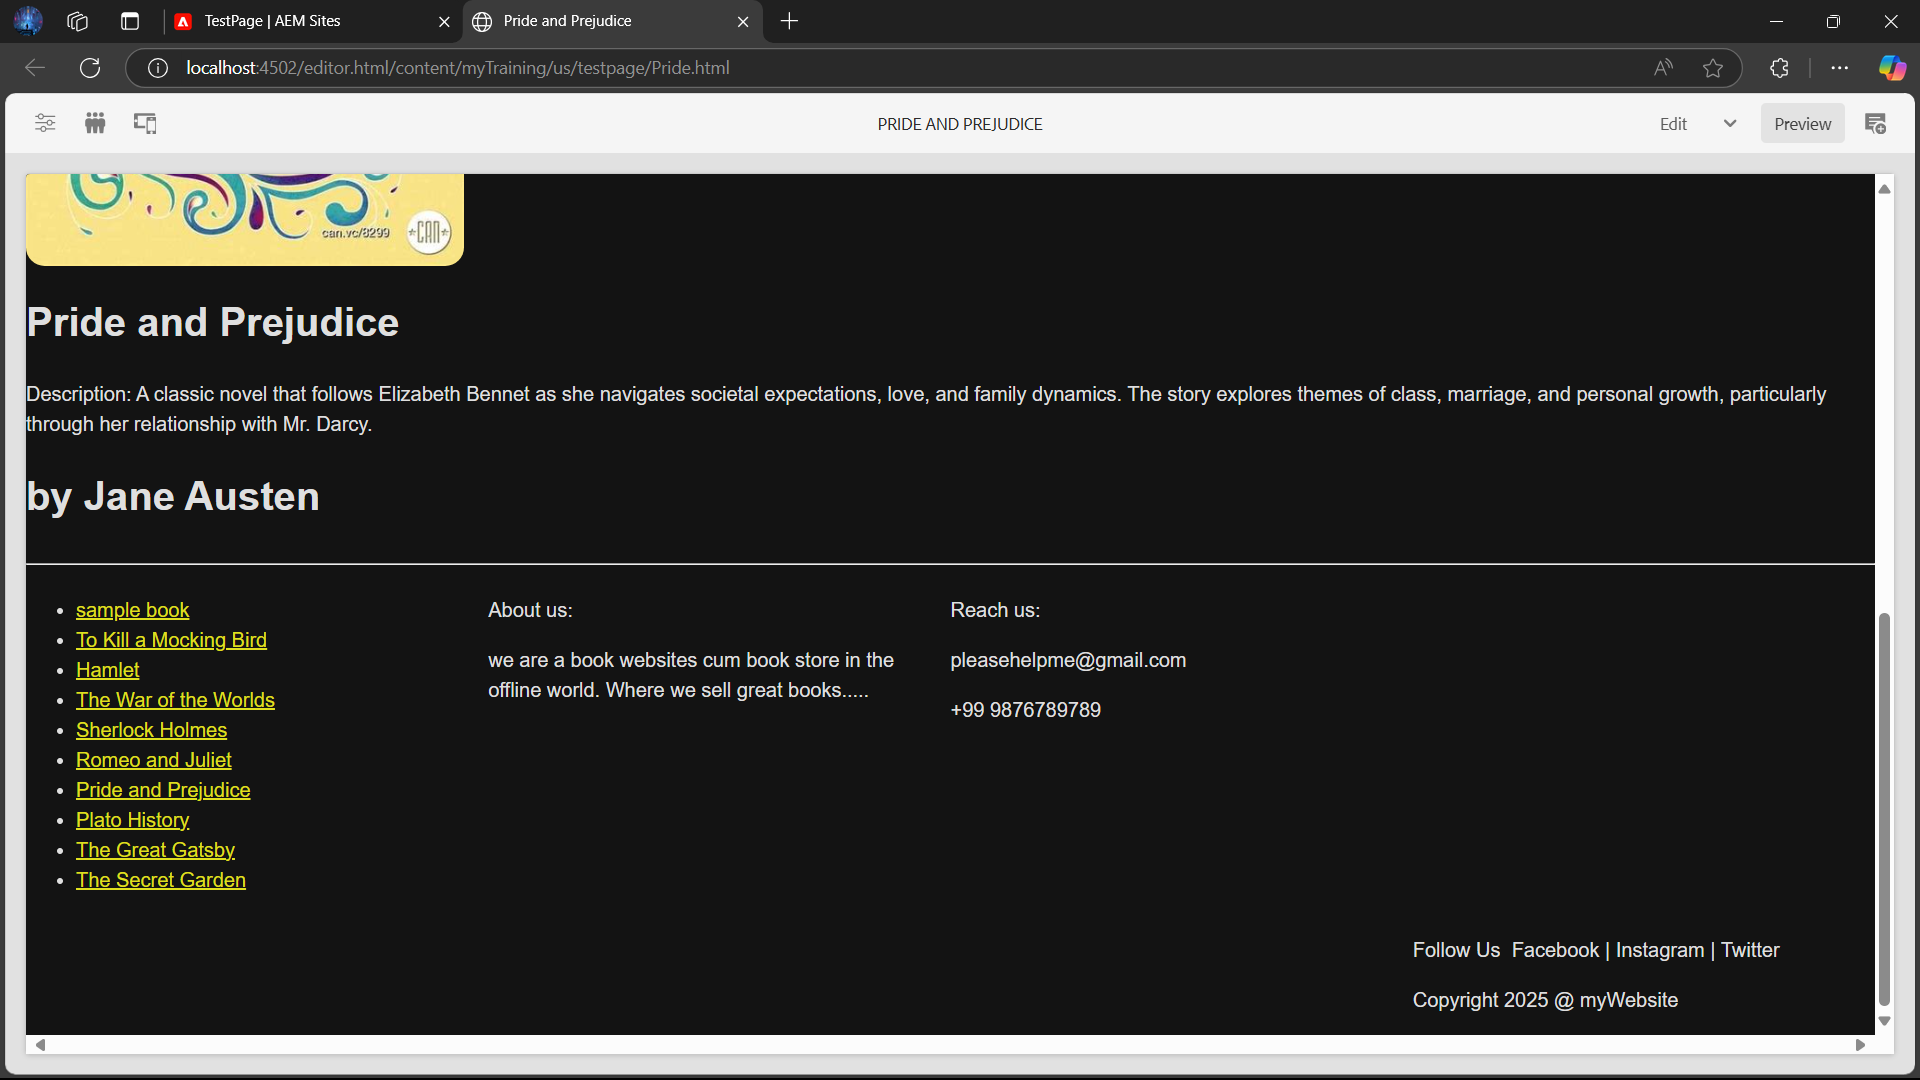 TestPage | AEM Sites
Pride and Prejudice
localhost:4502/editor.html/content/myTraining/us/testpage/Pride.html
PRIDE AND PREJUDICE
Edit
Preview
can.vc/8299
*CAN*
Pride and Prejudice
Description: A classic novel that follows Elizabeth Bennet as she navigates societal expectations, love, and family dynamics. The story explores themes of class, marriage, and personal growth, particularly
through her relationship with Mr. Darcy.
by Jane Austen
sample book
To Kill a Mocking Bird
Hamlet
The War of the Worlds
Sherlock Holmes
Romeo and Juliet
Pride and Prejudice
Plato History
The Great Gatsby
The Secret Garden
About us:
we are a book websites cum book store in the
offline world. Where we sell great books.....
Reach us:
pleasehelpme@gmail.com
+99 9876789789
Follow Us  Facebook | Instagram | Twitter
Copyright 2025 @ myWebsite